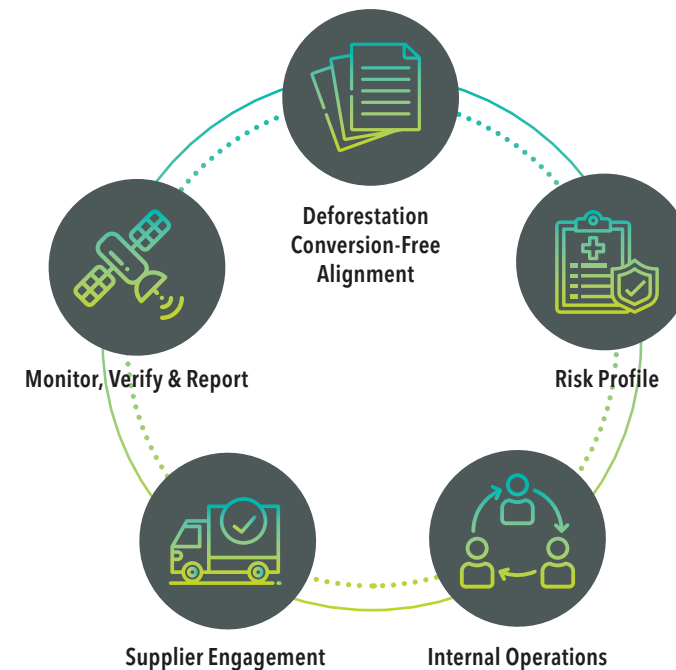 Deforestation
Conversion-Free
Alignment
Monitor, Verify & Report
Risk Profile
Supplier Engagement
Internal Operations